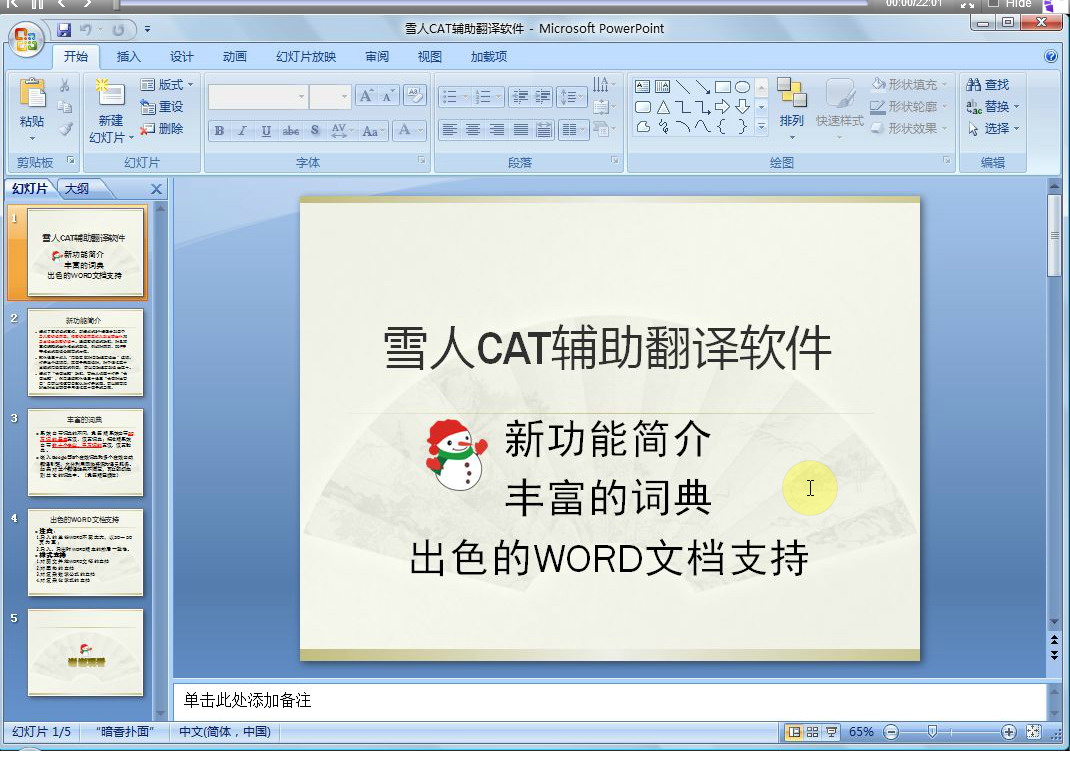 00:00/22:01
Hide
雪人CAT辅助翻译软件 - Microsoft PowerPoint
开始 插入 设计 动画 幻灯片放映 审阅 视图 加载项
粘贴
剪贴板
新建
幻灯片
版式
重设
删除
幻灯片
B I U abe S AV Aa A
字体
段落
排列
快速样式
形状填充
形状轮廓
形状效果
绘图
查找
替换
选择
编辑
幻灯片 大纲
1
雪人CAT辅助翻译软件
新功能简介
丰富的词典
出色的WORD文档支持
2
新功能简介
3
丰富的词典
4
出色的WORD文档支持
5
雪人CAT辅助翻译软件
新功能简介
丰富的词典
出色的WORD文档支持
单击此处添加备注
幻灯片 1/5 "暗香扑面" 中文(简体，中国) 65%